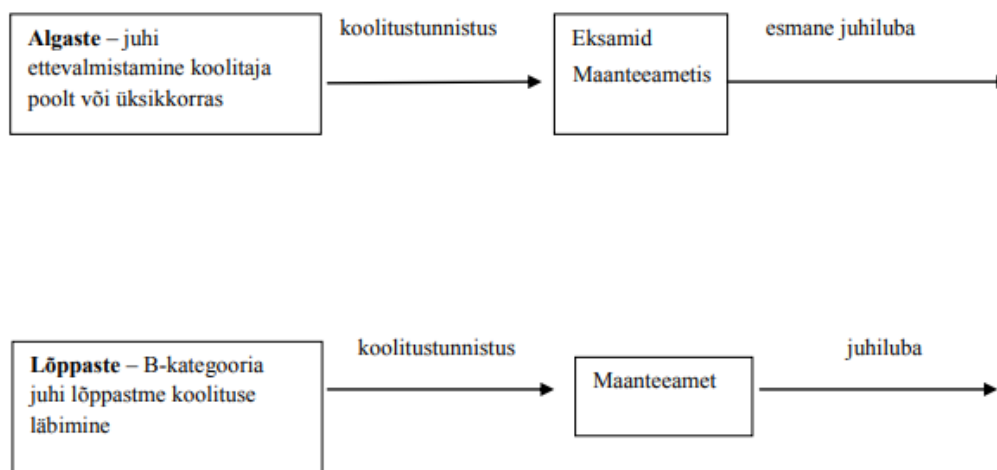 koolitustunnistus
esmane juhiluba
Algaste – juhi
ettevalmistamine koolitaja
poolt või üksikkorras
Eksamid
Maanteeametis
koolitustunnistus
juhiluba
Lõppaste – B-kategooria
juhi lõppastme koolituse
läbimine
Maanteeamet